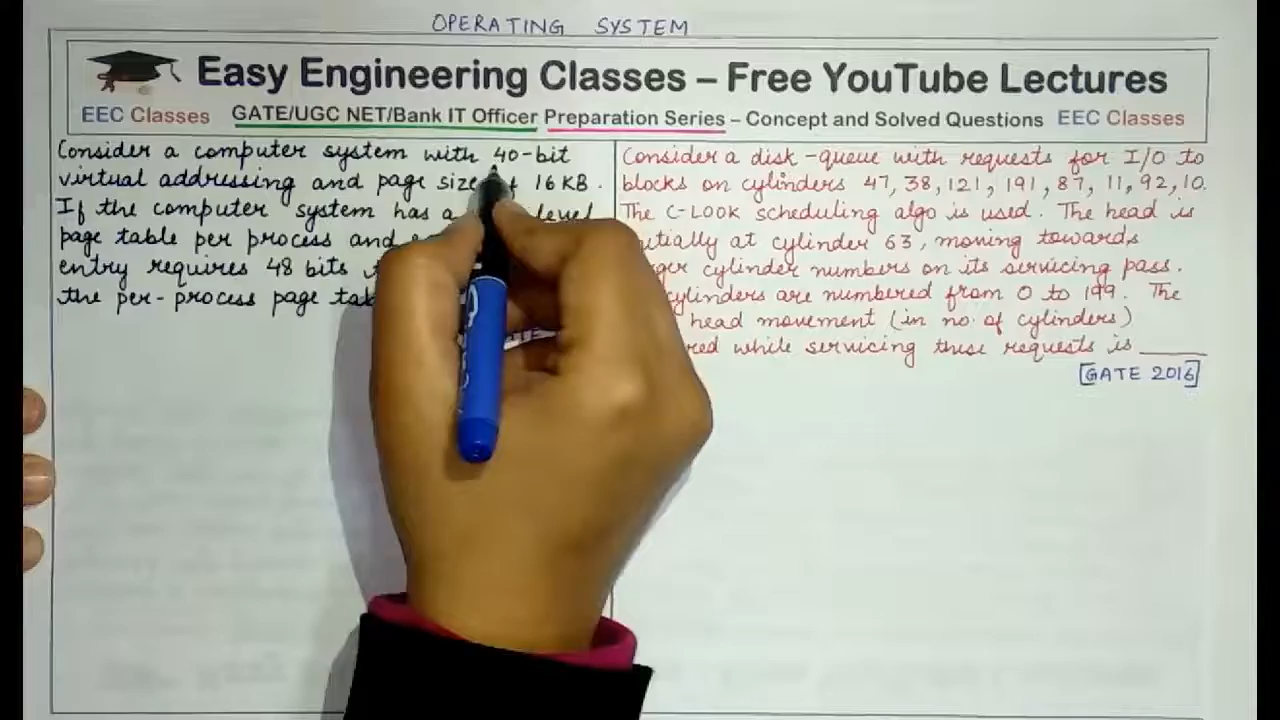 OPERATING SYSTEM
Easy Engineering Classes – Free YouTube Lectures
EEC Classes GATE/UGC NET/Bank IT Officer Preparation Series – Concept and Solved Questions EEC Classes
Consider a computer system with 40-bit
virtual addressing and page size 16 KB.
If the computer system has a level
page table per process and
entry requires 48 bits
the per-process page
Consider a disk-queue with requests for I/O to
blocks on cylinders 47, 38, 121, 191, 87, 11, 92, 10.
The C-LOOK scheduling algo is used. The head is
at cylinder 63, moving towards
cylinder numbers on its servicing pass.
cylinders are numbered from 0 to 199. The
head movement (in no. of cylinders)
while servicing these requests is ____
[GATE 2016]